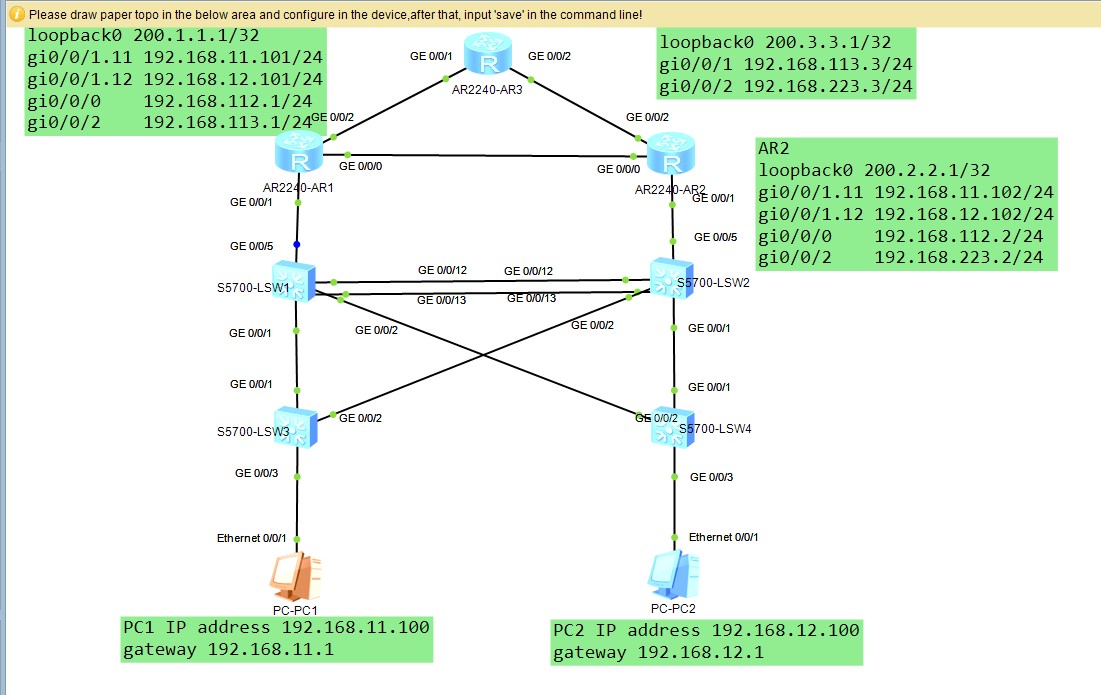 Please draw paper topo in the below area and configure in the device,after that, input 'save' in the command line!
loopback0 200.1.1.1/32
gi0/0/1.11 192.168.11.101/24
gi0/0/1.12 192.168.12.101/24
gi0/0/0 192.168.112.1/24
gi0/0/2 192.168.113.1/24
GE 0/0/1
GE 0/0/2
AR2240-AR3
loopback0 200.3.3.1/32
gi0/0/1 192.168.113.3/24
gi0/0/2 192.168.223.3/24
GE 0/0/2
GE 0/0/2
GE 0/0/0
GE 0/0/0
AR2240-AR1
AR2240-AR2
AR2
loopback0 200.2.2.1/32
gi0/0/1.11 192.168.11.102/24
gi0/0/1.12 192.168.12.102/24
gi0/0/0 192.168.112.2/24
gi0/0/2 192.168.223.2/24
GE 0/0/1
GE 0/0/1
GE 0/0/5
GE 0/0/5
GE 0/0/12
GE 0/0/12
S5700-LSW1
S5700-LSW2
GE 0/0/13
GE 0/0/13
GE 0/0/1
GE 0/0/2
GE 0/0/2
GE 0/0/1
GE 0/0/1
GE 0/0/1
GE 0/0/2
GE 0/0/2
S5700-LSW3
S5700-LSW4
GE 0/0/3
GE 0/0/3
Ethernet 0/0/1
Ethernet 0/0/1
PC-PC1
PC-PC2
PC1 IP address 192.168.11.100
gateway 192.168.11.1
PC2 IP address 192.168.12.100
gateway 192.168.12.1